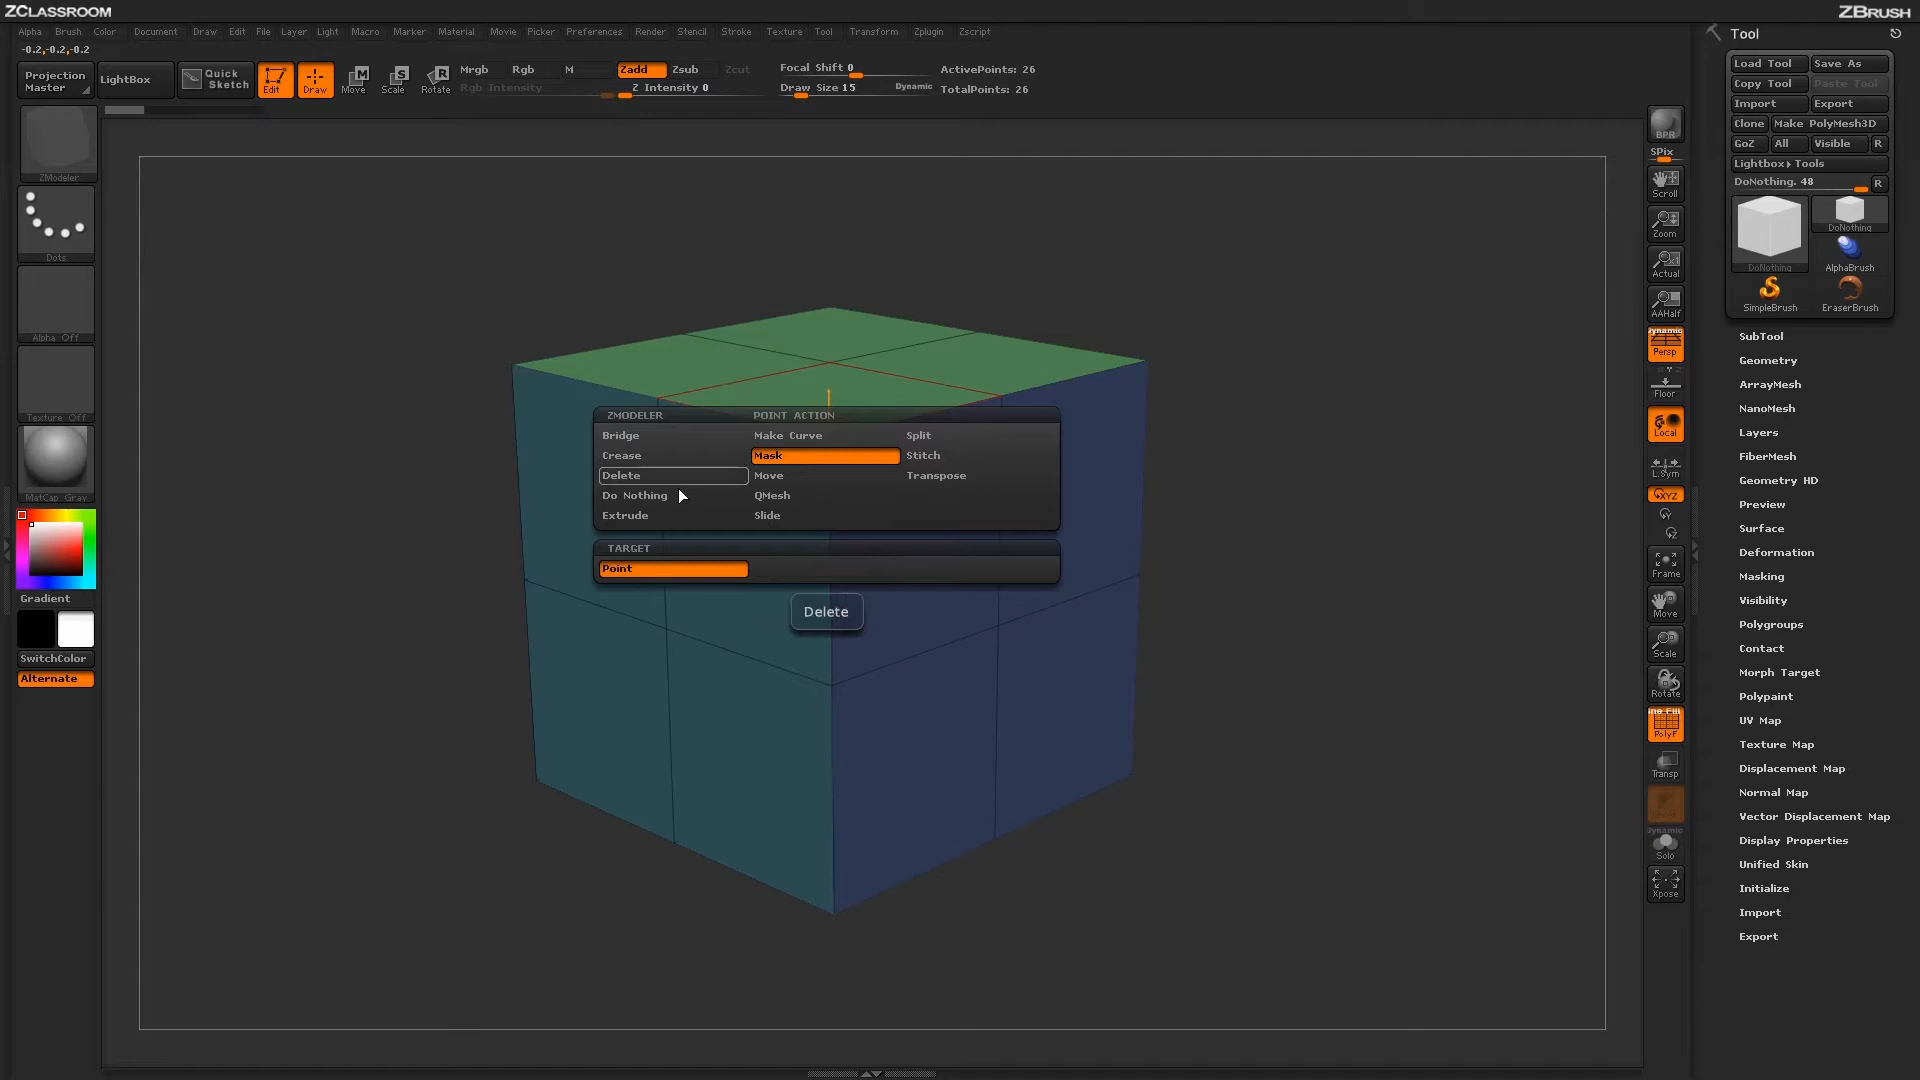 ZCLASSROOM
ZBRUSH
Alpha Brush Color Document Draw Edit File Layer Light Macro Marker Material Movie Picker Preferences Render Stencil Stroke Texture Tool Transform Zplugin Zscript
-0.2,-0.2,-0.2
Projection Master
LightBox
Quick Sketch
Edit
Draw
Move
Scale
Rotate
Mrgb Rgb M
Rgb Intensity
Zadd Zsub Zcut
Z Intensity 0
Focal Shift 0
Draw Size 15
Dynamic
ActivePoints: 26
TotalPoints: 26
ZModeler
Dots
Alpha Off
Texture Off
MatCap Gray
Gradient
SwitchColor
Alternate
ZMODELER POINT ACTION
Bridge Make Curve Split
Crease Mask Stitch
Delete Move Transpose
Do Nothing QMesh
Extrude Slide
TARGET
Point
Delete
BPR
SPix
Scroll
Zoom
Actual
AAHalf
Dynamic
Persp
Floor
Local
L.Sym
XYZ
Y
Z
Frame
Move
Scale
Rotate
PolyF
Transp
Dynamic
Solo
Xpose
Tool
Load Tool Save As
Copy Tool Paste Tool
Import Export
Clone Make PolyMesh3D
GoZ All Visible R
Lightbox▸Tools
DoNothing. 48 R
DoNothing
DoNothing
AlphaBrush
SimpleBrush
EraserBrush
SubTool
Geometry
ArrayMesh
NanoMesh
Layers
FiberMesh
Geometry HD
Preview
Surface
Deformation
Masking
Visibility
Polygroups
Contact
Morph Target
Polypaint
UV Map
Texture Map
Displacement Map
Normal Map
Vector Displacement Map
Display Properties
Unified Skin
Initialize
Import
Export